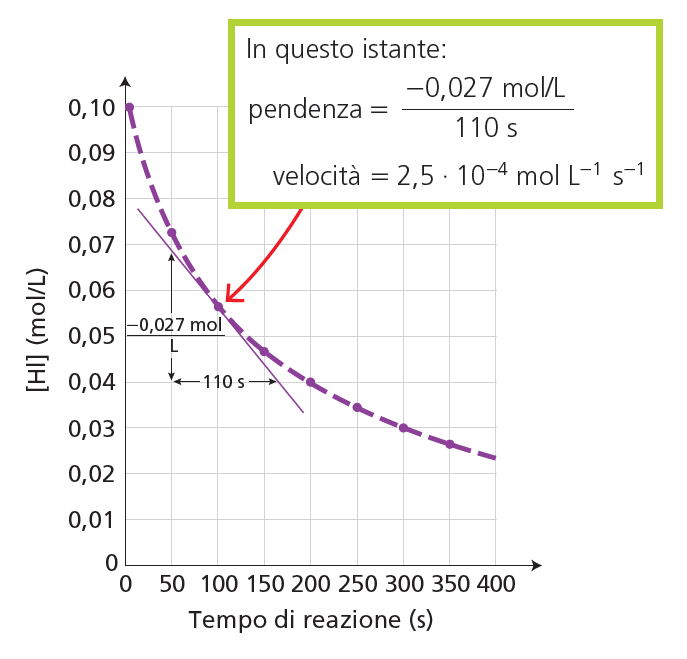 In questo istante:
pendenza = −0,027 mol/L
110 s
velocità = 2,5 · 10⁻⁴ mol L⁻¹ s⁻¹
[HI] (mol/L)
0,10
0,09
0,08
0,07
0,06
0,05
0,04
0,03
0,02
0,01
0
−0,027 mol
L
110 s
0 50 100 150 200 250 300 350 400
Tempo di reazione (s)